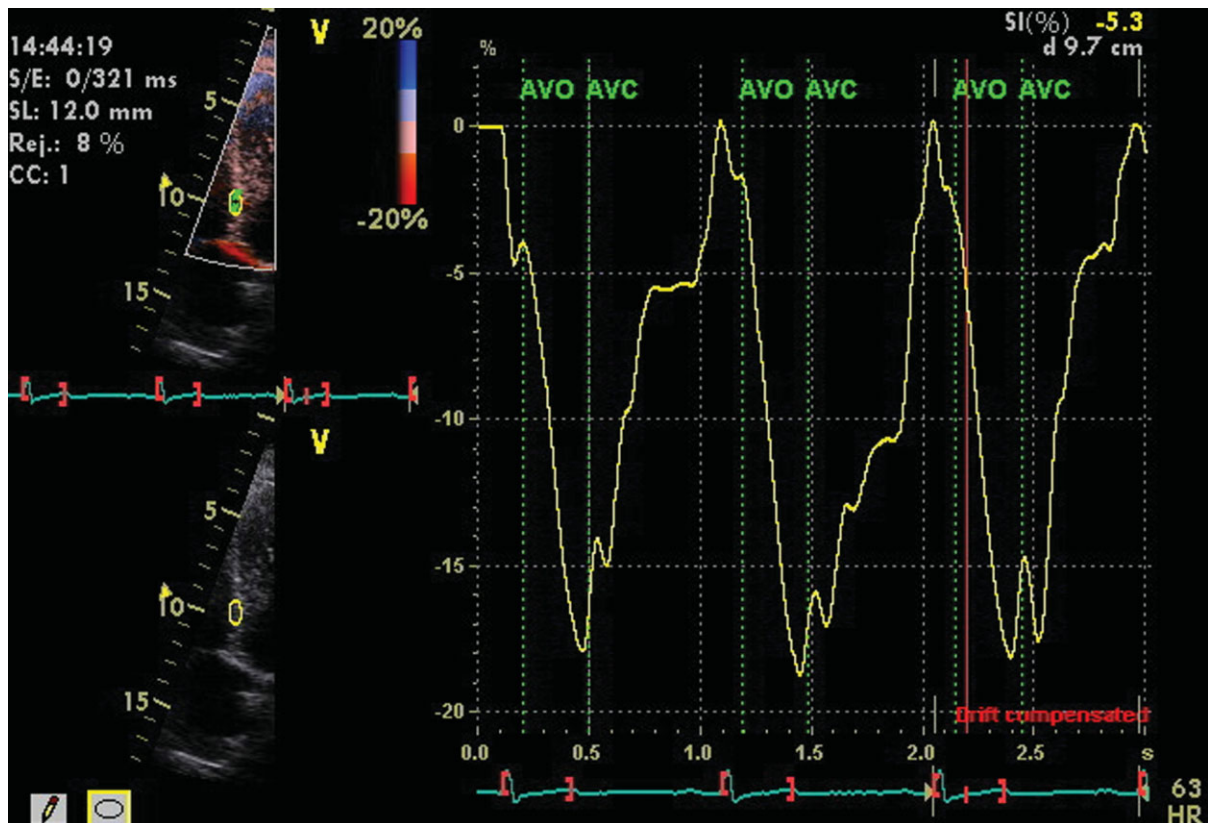 SI(%) -5.3
d 9.7 cm
14:44:19
S/E: 0/321 ms
SL: 12.0 mm
Rej.: 8 %
CC: 1
V
20%
-20%
5
10
15
%
AVO AVC AVO AVC AVO AVC
0
-5
-10
-15
-20
Drift compensated
0.0 0.5 1.0 1.5 2.0 2.5 s
V
5
10
15
63
HR